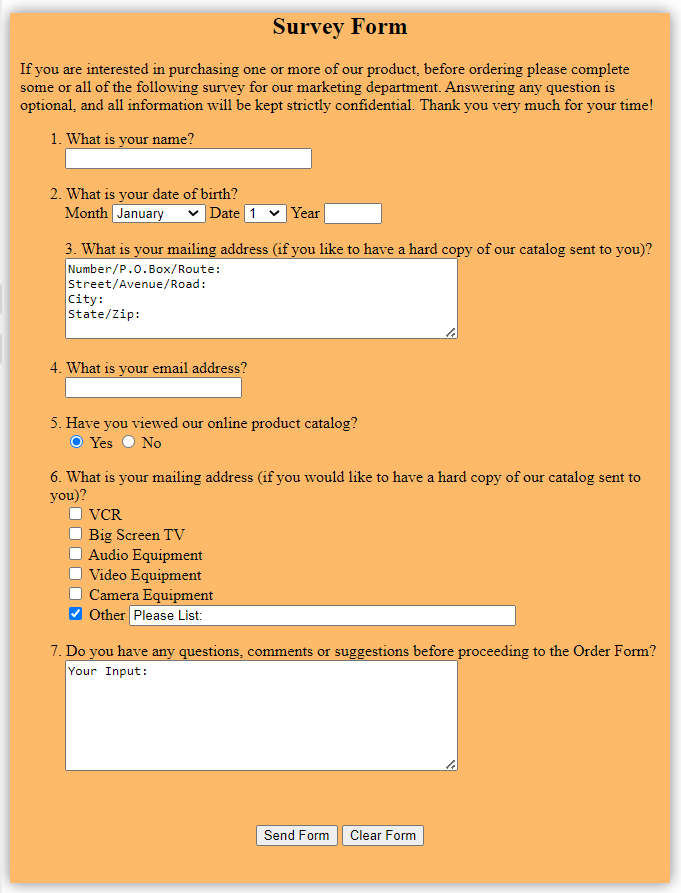 Survey Form
If you are interested in purchasing one or more of our product, before ordering please complete
some or all of the following survey for our marketing department. Answering any question is
optional, and all information will be kept strictly confidential. Thank you very much for your time!
1. What is your name?
2. What is your date of birth?
Month January Date 1 Year
3. What is your mailing address (if you like to have a hard copy of our catalog sent to you)?
Number/P.O.Box/Route:
Street/Avenue/Road:
City:
State/Zip:
4. What is your email address?
5. Have you viewed our online product catalog?
Yes No
6. What is your mailing address (if you would like to have a hard copy of our catalog sent to
you)?
VCR
Big Screen TV
Audio Equipment
Video Equipment
Camera Equipment
Other Please List:
7. Do you have any questions, comments or suggestions before proceeding to the Order Form?
Your Input:
Send Form Clear Form